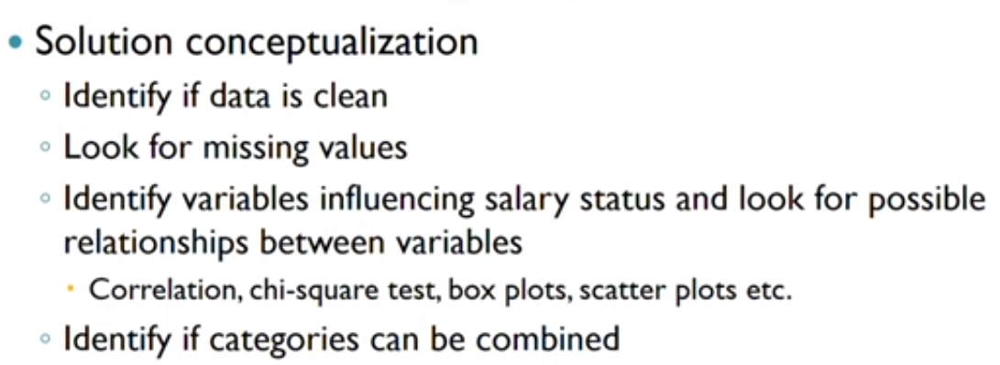 • Solution conceptualization
◦ Identify if data is clean
◦ Look for missing values
◦ Identify variables influencing salary status and look for possible
relationships between variables
• Correlation, chi-square test, box plots, scatter plots etc.
◦ Identify if categories can be combined